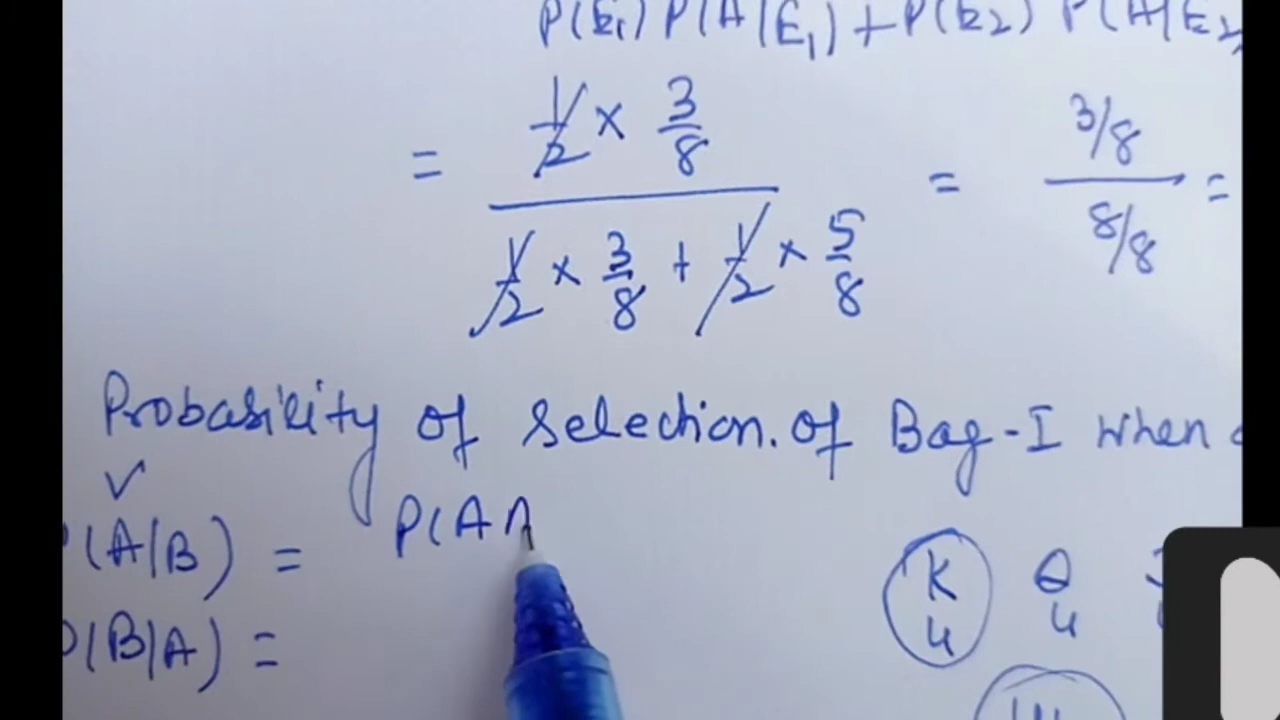 P(E₁) P(A|E₁) + P(E₂) P(A|E₂)
= 1/2 × 3/8 / 1/2 × 3/8 + 1/2 × 5/8 = 3/8 / 8/8 =
Probability of selection. of Bag-I when
(A|B) = P(A∩
(B|A) =
K Q
4 4